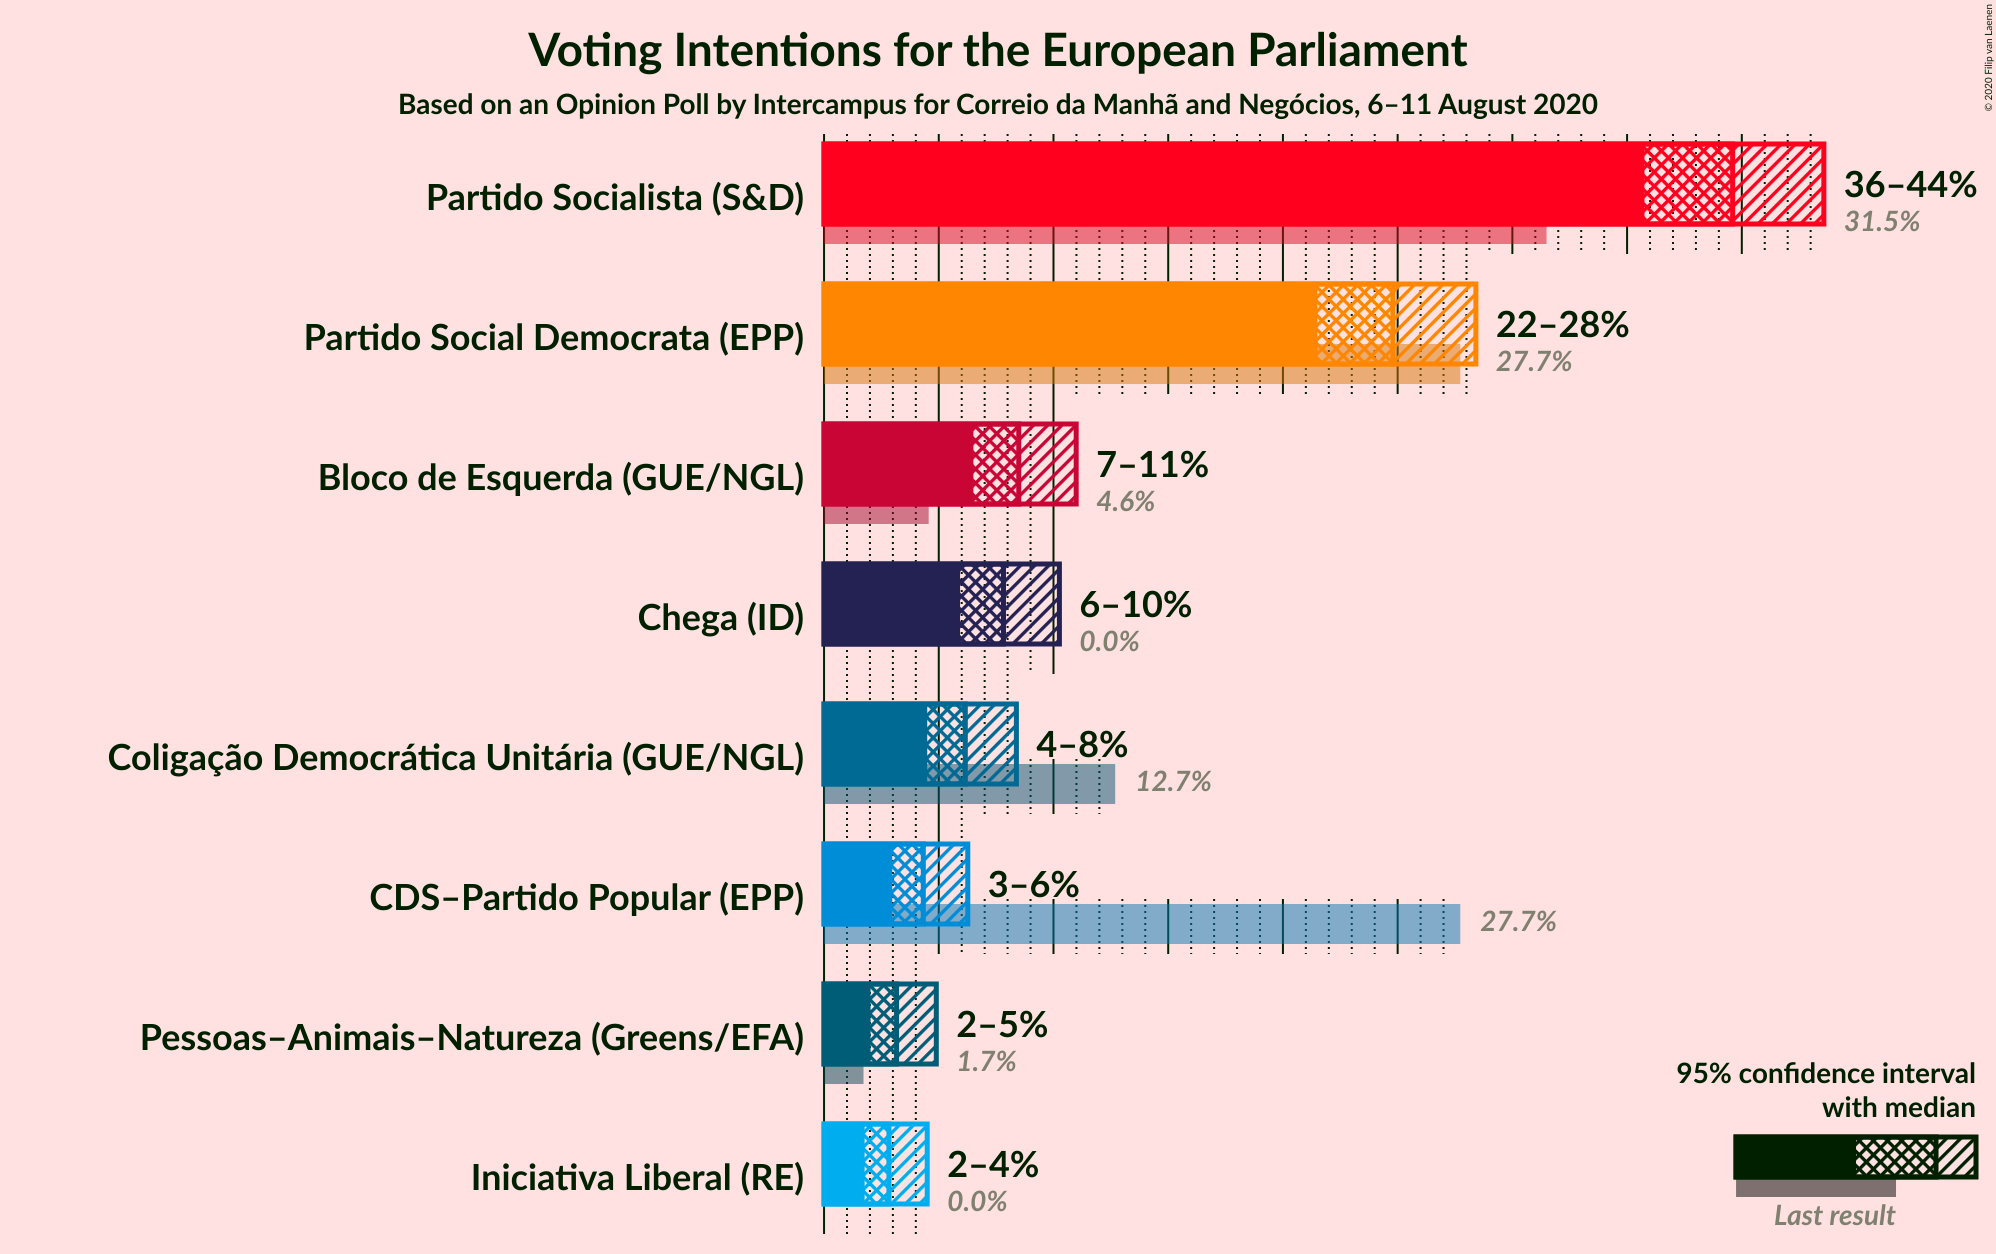 Voting Intentions for the European Parliament
Based on an Opinion Poll by Intercampus for Correio da Manhã and Negócios, 6–11 August 2020
© 2020 Filip van Laenen
Partido Socialista (S&D)
36–44%
31.5%
Partido Social Democrata (EPP)
22–28%
27.7%
Bloco de Esquerda (GUE/NGL)
7–11%
4.6%
Chega (ID)
6–10%
0.0%
Coligação Democrática Unitária (GUE/NGL)
4–8%
12.7%
CDS–Partido Popular (EPP)
3–6%
27.7%
Pessoas–Animais–Natureza (Greens/EFA)
2–5%
1.7%
Iniciativa Liberal (RE)
2–4%
0.0%
95% confidence interval
with median
Last result